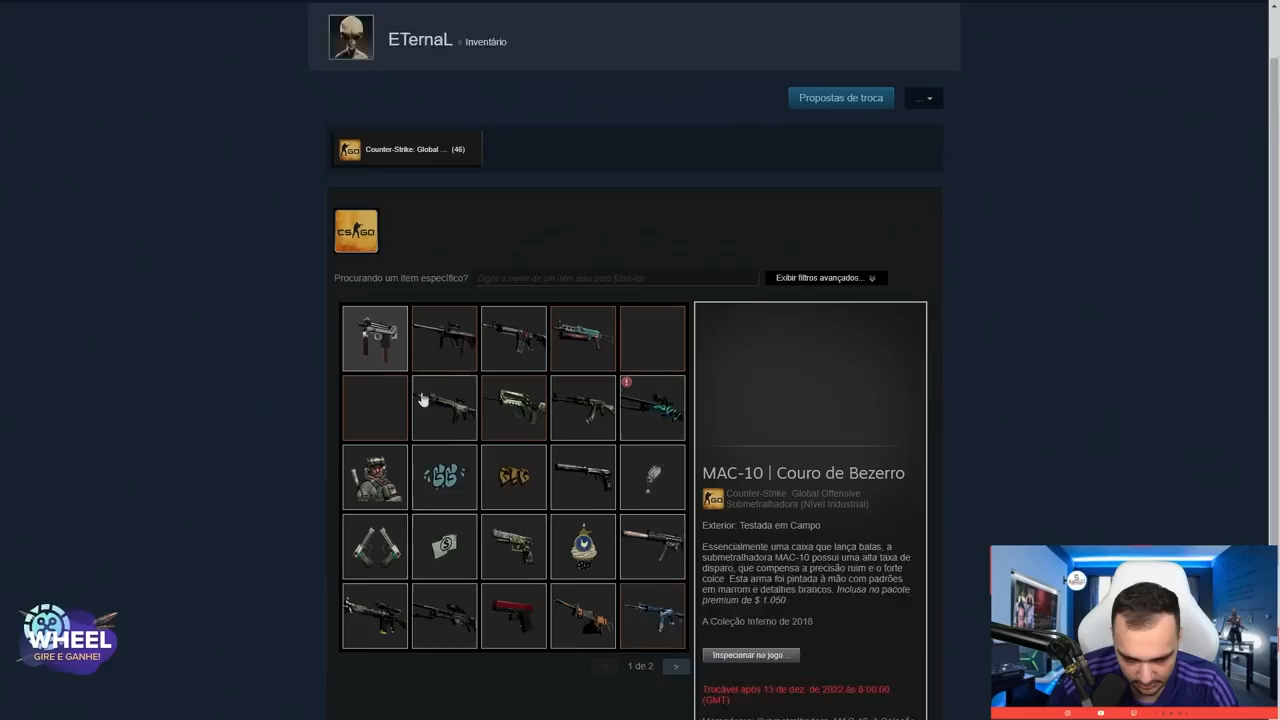 ETernaL » Inventário
Propostas de troca
...
Counter-Strike: Global ... (46)
CS GO
Procurando um item específico?
Digite o nome de um item aqui para filtrá-los
Exibir filtros avançados...
MAC-10 | Couro de Bezerro
Counter-Strike: Global Offensive
Submetralhadora (Nível Industrial)
Exterior: Testada em Campo
Essencialmente uma caixa que lança balas, a
submetralhadora MAC-10 possui uma alta taxa de
disparo, que compensa a precisão ruim e o forte
coice. Esta arma foi pintada à mão com padrões
em marrom e detalhes brancos. Inclusa no pacote
premium de $ 1.050
A Coleção Inferno de 2018
Inspecionar no jogo...
1 de 2
>
Trocável após 15 de dez. de 2022 às 8:00:00
(GMT)
WHEEL
GIRE E GANHE!